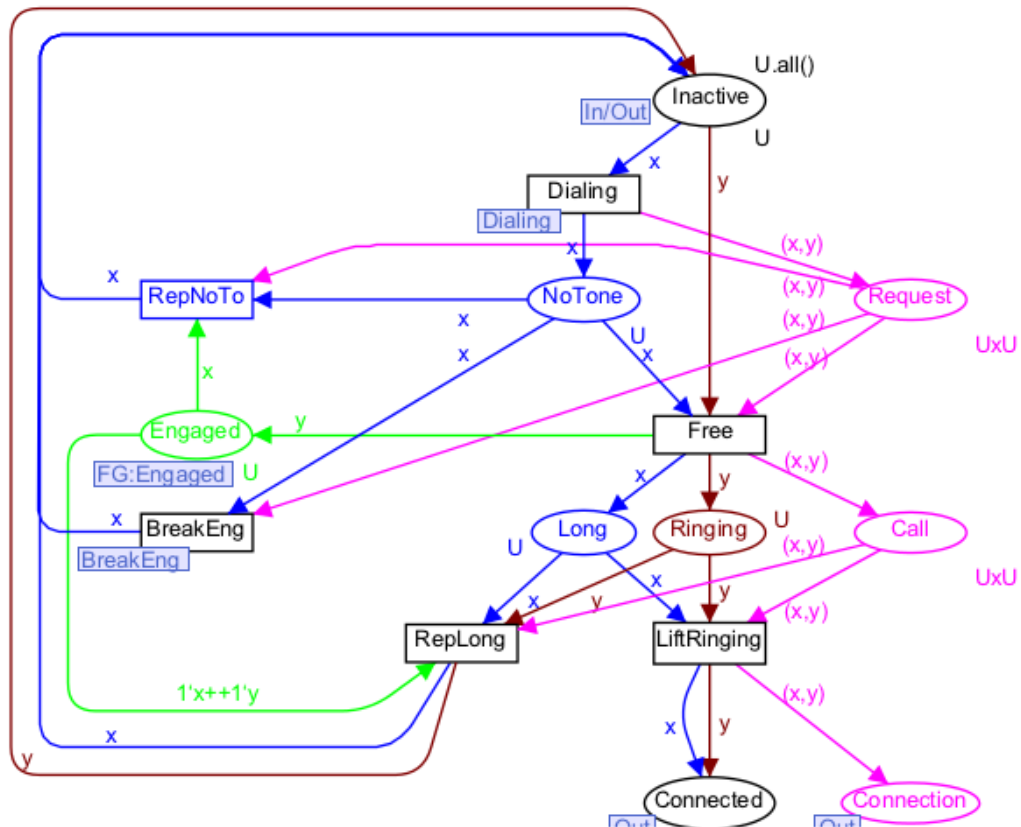 U.all()
Inactive
In/Out
U
x
y
Dialing
Dialing
x
(x,y)
x
RepNoTo
NoTone
(x,y)
Request
x
U
x
(x,y)
UxU
x
x
(x,y)
Engaged
y
Free
FG:Engaged
U
x
y
(x,y)
x
BreakEng
BreakEng
U
Long
Ringing
U
Call
(x,y)
UxU
x
x
y
y
(x,y)
RepLong
LiftRinging
1`x++1`y
x
y
x
y
(x,y)
Connected
Connection
Out
Out